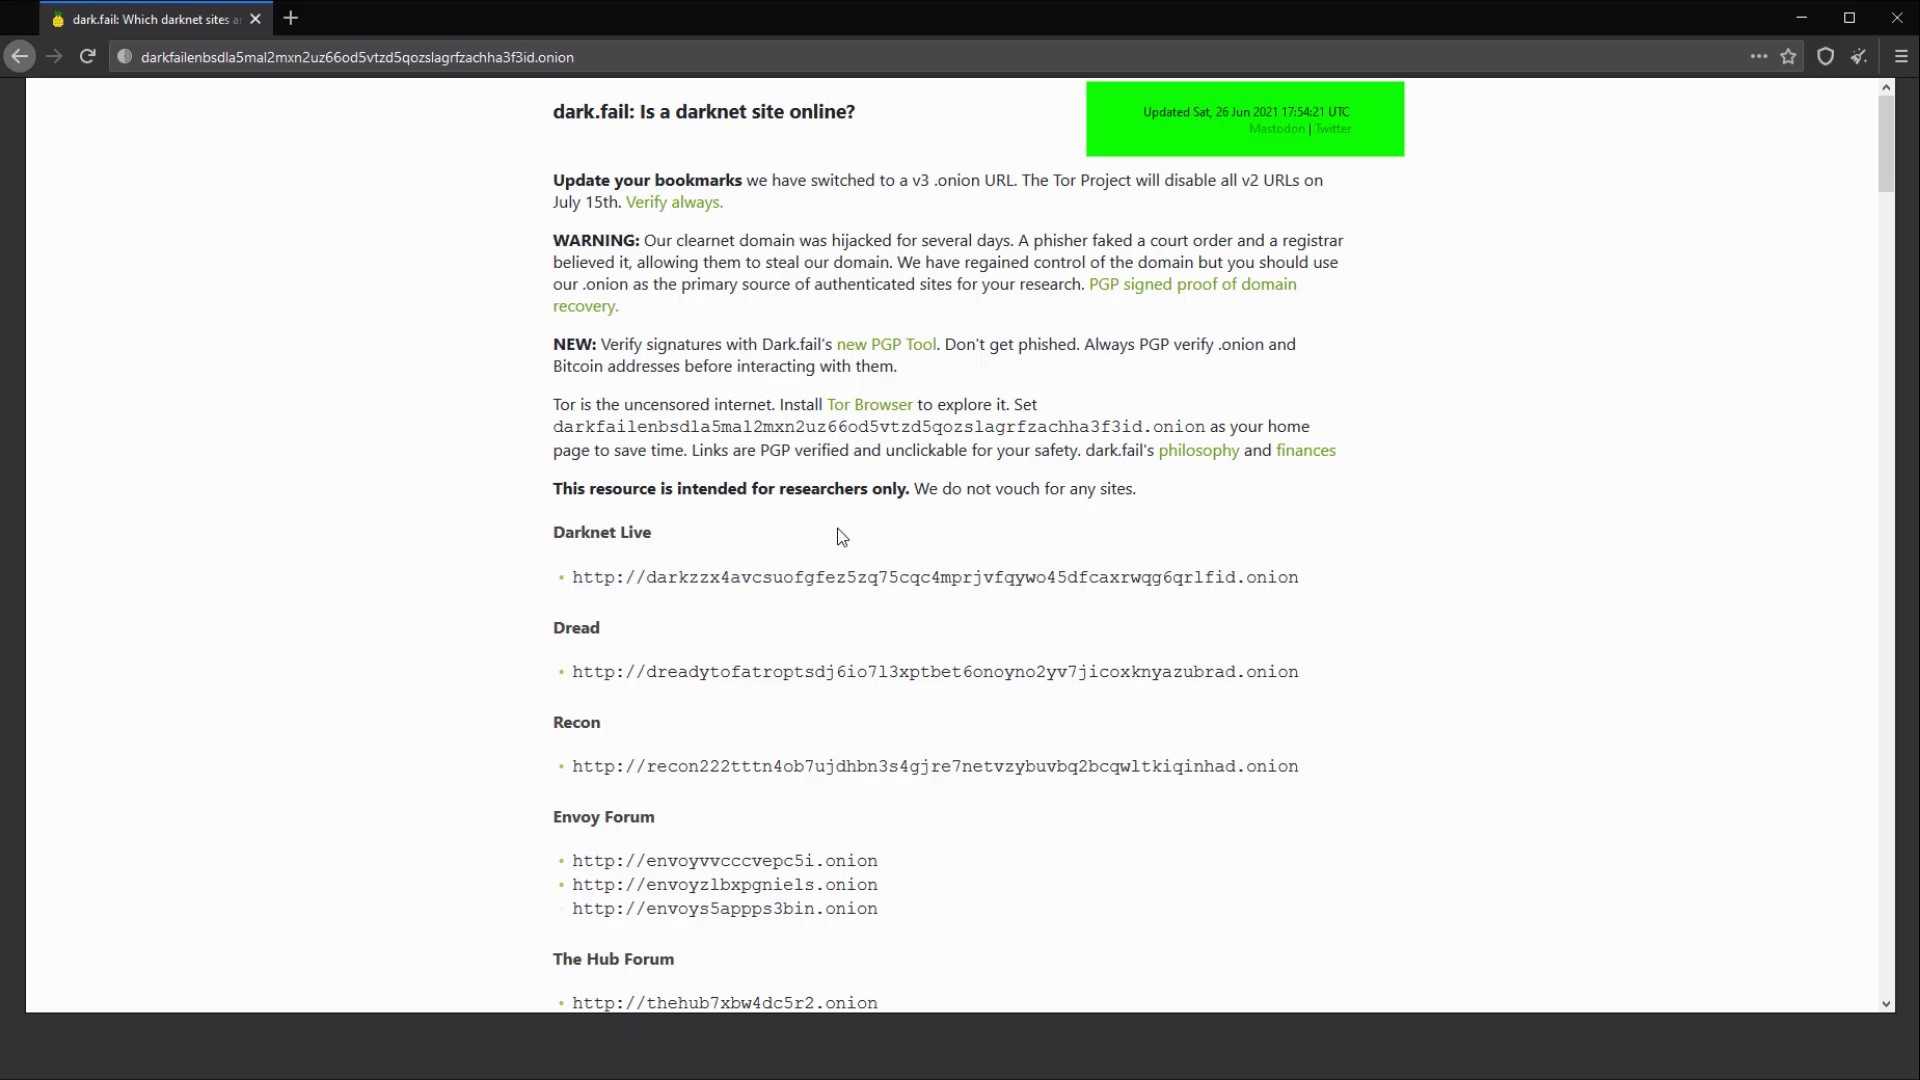 dark.fail: Which darknet sites a
darkfailenbsdla5mal2mxn2uz66od5vtzd5qozslagrfzachha3f3id.onion
dark.fail: Is a darknet site online?
Updated Sat, 26 Jun 2021 17:54:21 UTC
Mastodon | Twitter
Update your bookmarks we have switched to a v3 .onion URL. The Tor Project will disable all v2 URLs on
July 15th. Verify always.
WARNING: Our clearnet domain was hijacked for several days. A phisher faked a court order and a registrar
believed it, allowing them to steal our domain. We have regained control of the domain but you should use
our .onion as the primary source of authenticated sites for your research. PGP signed proof of domain
recovery.
NEW: Verify signatures with Dark.fail's new PGP Tool. Don't get phished. Always PGP verify .onion and
Bitcoin addresses before interacting with them.
Tor is the uncensored internet. Install Tor Browser to explore it. Set
darkfailenbsdla5mal2mxn2uz66od5vtzd5qozslagrfzachha3f3id.onion as your home
page to save time. Links are PGP verified and unclickable for your safety. dark.fail's philosophy and finances
This resource is intended for researchers only. We do not vouch for any sites.
Darknet Live
• http://darkzzx4avcsuofgfez5zq75cqc4mprjvfqywo45dfcaxrwqg6qrlfid.onion
Dread
• http://dreadytofatroptsdj6io7l3xptbet6onoyno2yv7jicoxknyazubrad.onion
Recon
• http://recon222tttn4ob7ujdhbn3s4gjre7netvzybuvbq2bcqwltkiqinhad.onion
Envoy Forum
• http://envoyvvcccvepc5i.onion
• http://envoyzlbxpgniels.onion
http://envoys5appps3bin.onion
The Hub Forum
• http://thehub7xbw4dc5r2.onion